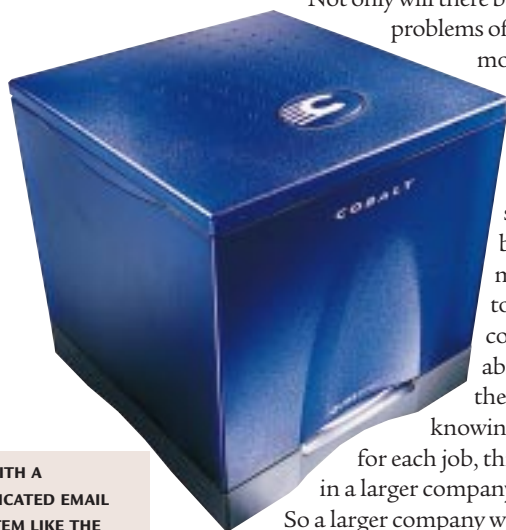 Not only will there b
problems of
mo
COBALT
s
b
m
to
co
ab
the
knowin
for each job, th
in a larger company
So a larger company w
ITH A
ICATED EMAIL
TEM LIKE THE